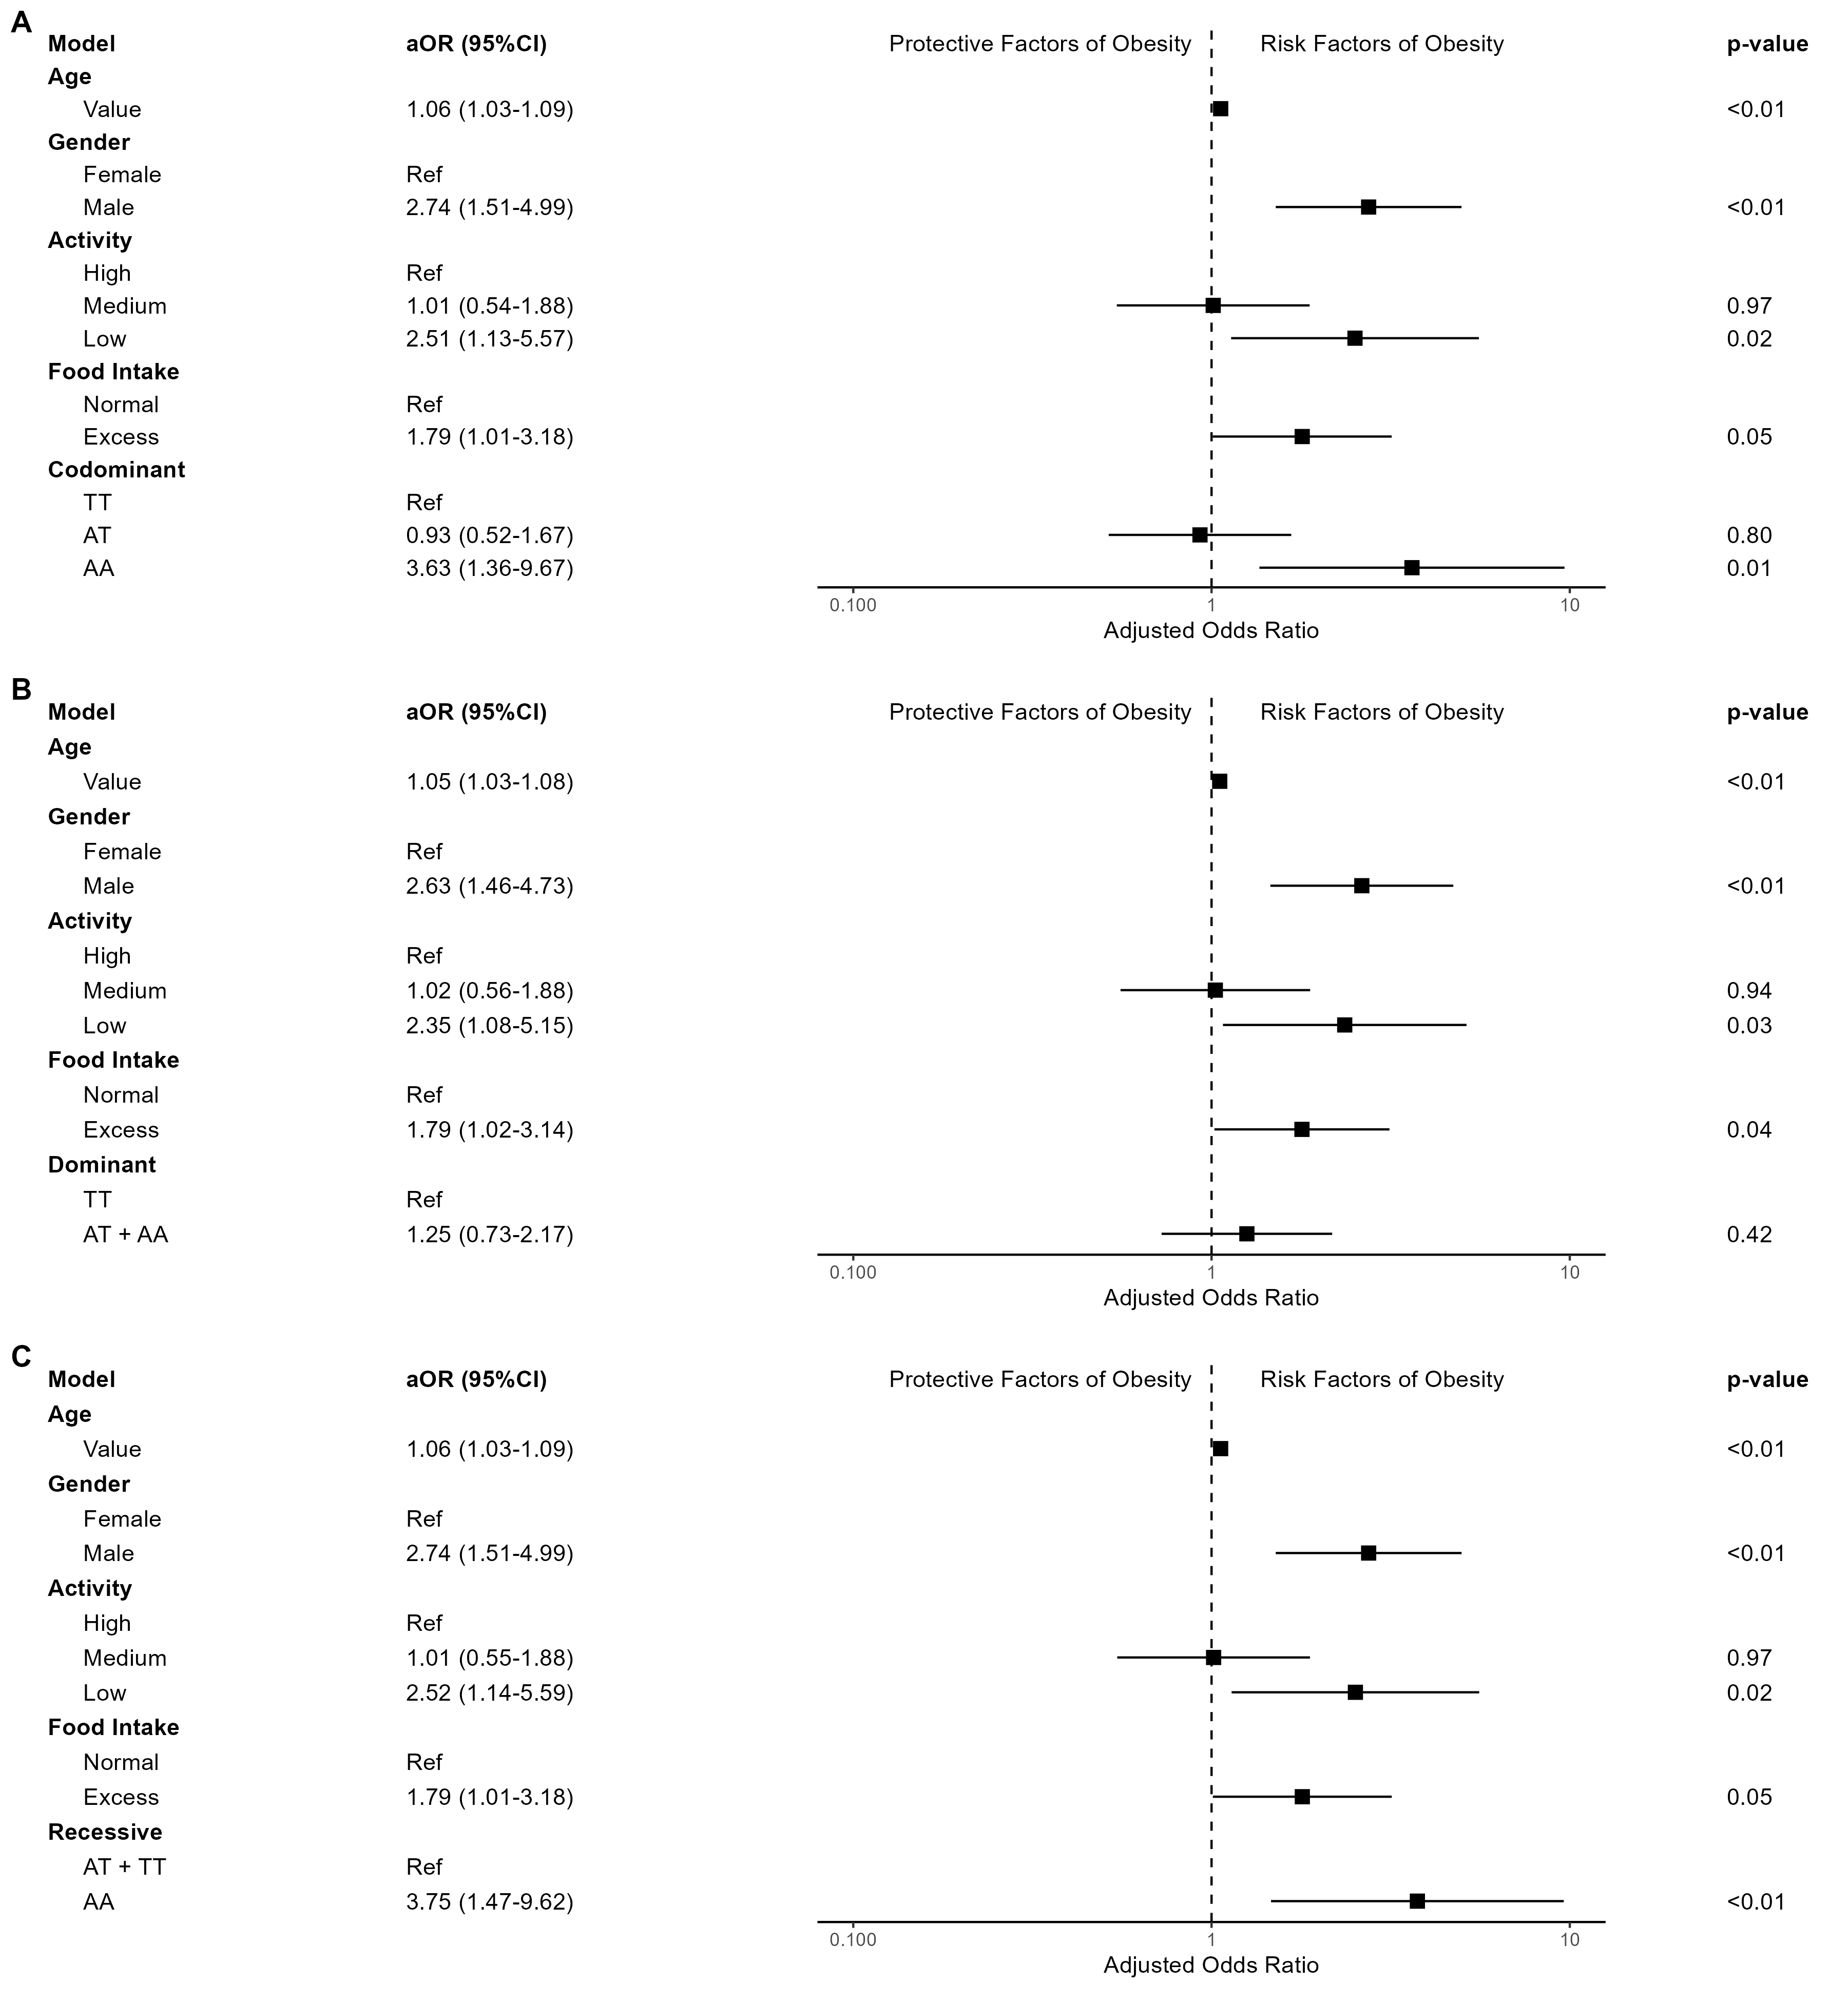 A
Model aOR (95%CI) Protective Factors of Obesity Risk Factors of Obesity p-value
Age
Value 1.06 (1.03-1.09) <0.01
Gender
Female Ref
Male 2.74 (1.51-4.99) <0.01
Activity
High Ref
Medium 1.01 (0.54-1.88) 0.97
Low 2.51 (1.13-5.57) 0.02
Food Intake
Normal Ref
Excess 1.79 (1.01-3.18) 0.05
Codominant
TT Ref
AT 0.93 (0.52-1.67) 0.80
AA 3.63 (1.36-9.67) 0.01
0.100 1 10
Adjusted Odds Ratio
B
Model aOR (95%CI) Protective Factors of Obesity Risk Factors of Obesity p-value
Age
Value 1.05 (1.03-1.08) <0.01
Gender
Female Ref
Male 2.63 (1.46-4.73) <0.01
Activity
High Ref
Medium 1.02 (0.56-1.88) 0.94
Low 2.35 (1.08-5.15) 0.03
Food Intake
Normal Ref
Excess 1.79 (1.02-3.14) 0.04
Dominant
TT Ref
AT + AA 1.25 (0.73-2.17) 0.42
0.100 1 10
Adjusted Odds Ratio
C
Model aOR (95%CI) Protective Factors of Obesity Risk Factors of Obesity p-value
Age
Value 1.06 (1.03-1.09) <0.01
Gender
Female Ref
Male 2.74 (1.51-4.99) <0.01
Activity
High Ref
Medium 1.01 (0.55-1.88) 0.97
Low 2.52 (1.14-5.59) 0.02
Food Intake
Normal Ref
Excess 1.79 (1.01-3.18) 0.05
Recessive
AT + TT Ref
AA 3.75 (1.47-9.62) <0.01
0.100 1 10
Adjusted Odds Ratio